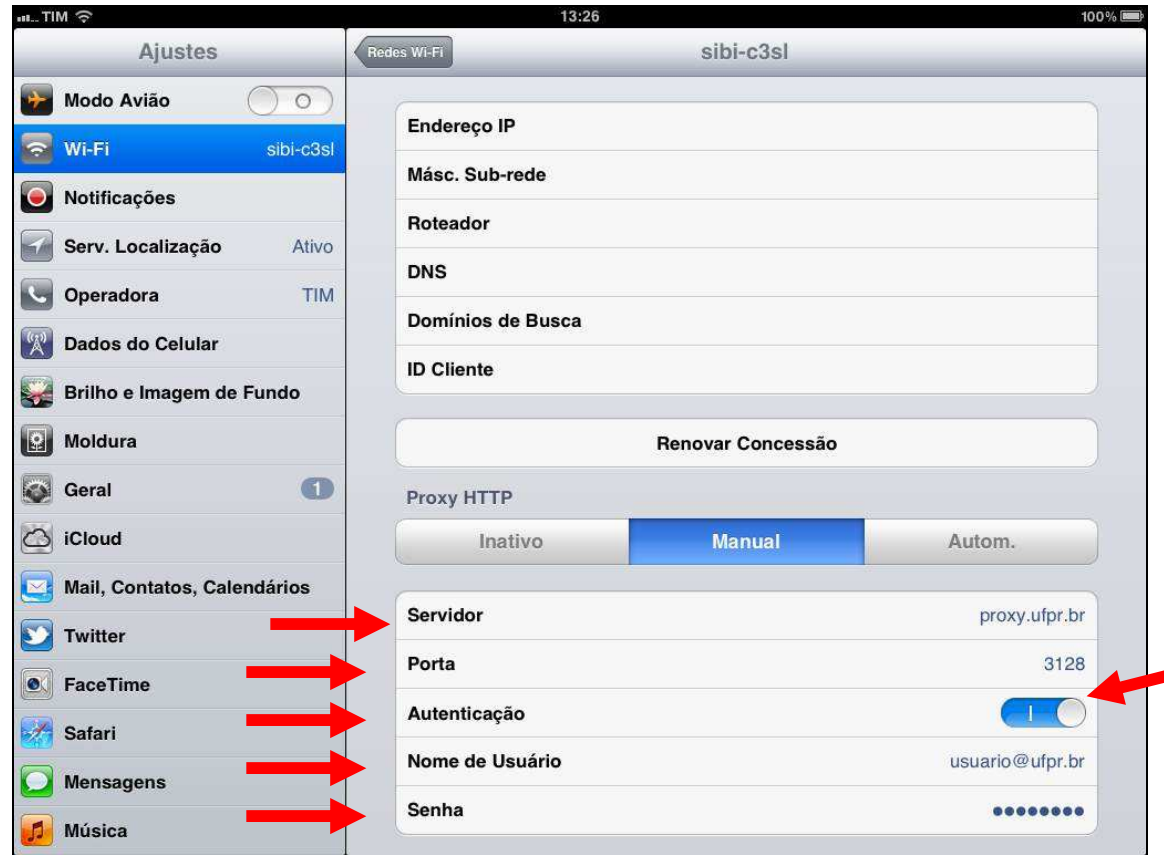 TIM 13:26 100%
Ajustes
Modo Avião
Wi-Fi sibi-c3sl
Notificações
Serv. Localização Ativo
Operadora TIM
Dados do Celular
Brilho e Imagem de Fundo
Moldura
Geral 1
iCloud
Mail, Contatos, Calendários
Twitter
FaceTime
Safari
Mensagens
Música
Redes Wi-Fi sibi-c3sl
Endereço IP
Másc. Sub-rede
Roteador
DNS
Domínios de Busca
ID Cliente
Renovar Concessão
Proxy HTTP
Inativo Manual Autom.
Servidor proxy.ufpr.br
Porta 3128
Autenticação
Nome de Usuário usuario@ufpr.br
Senha ••••••••